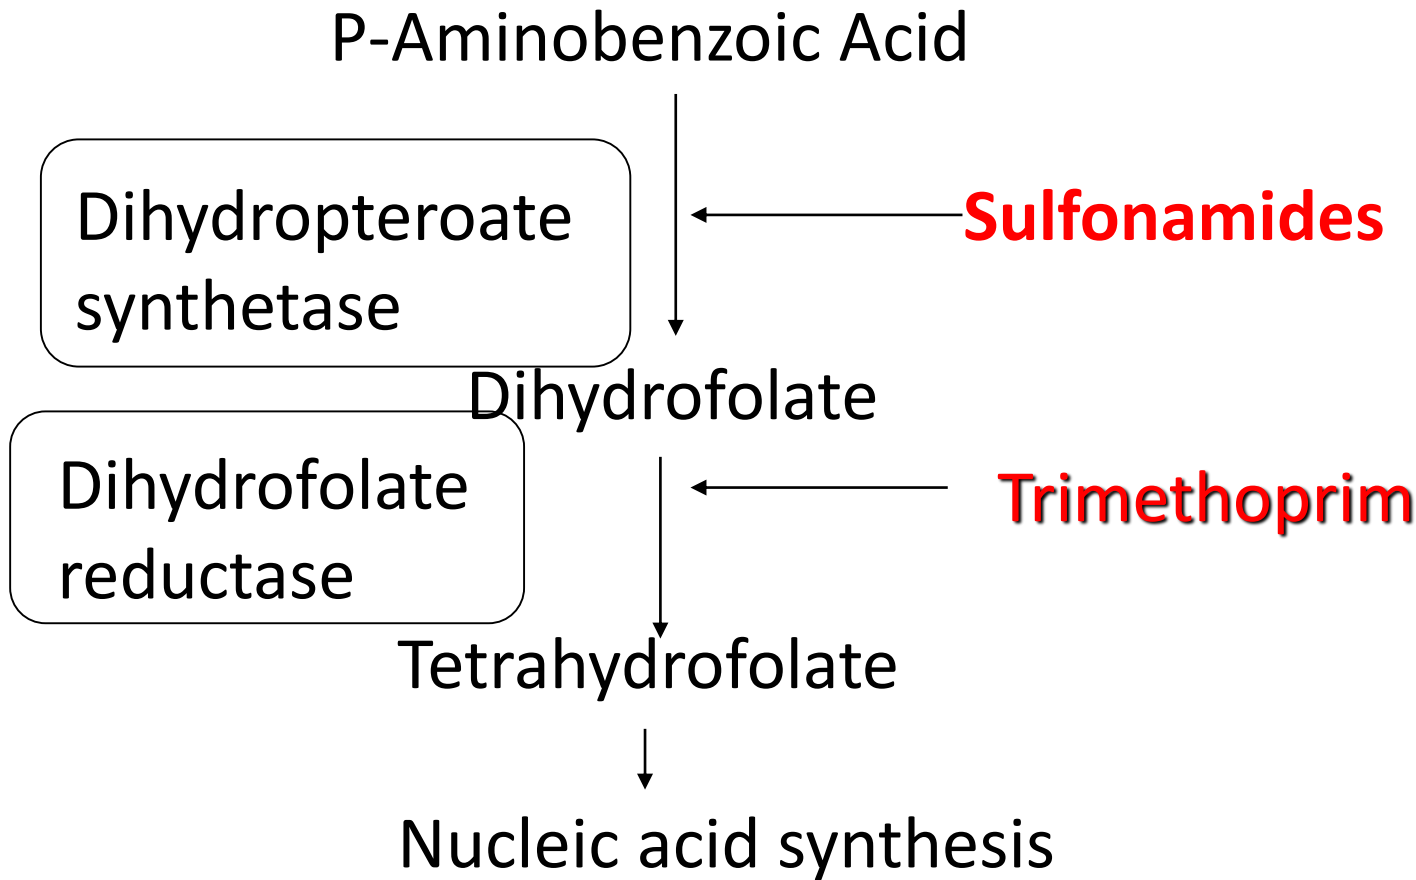 P-Aminobenzoic Acid
Dihydropteroate
synthetase
Sulfonamides
Dihydrofolate
Dihydrofolate
reductase
Trimethoprim
Tetrahydrofolate
Nucleic acid synthesis